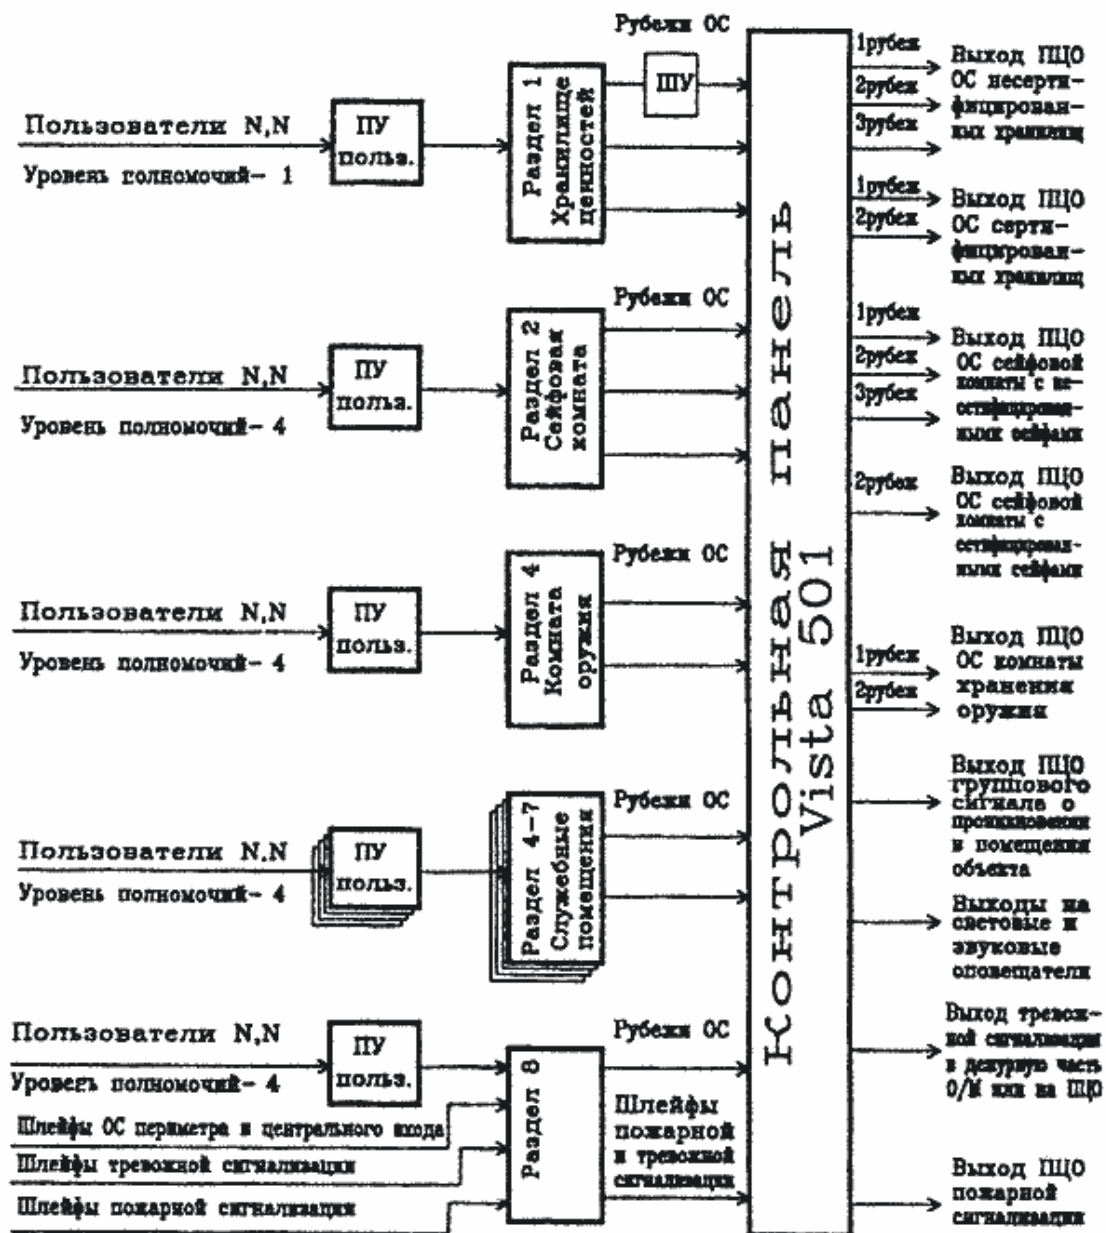 Рубежи ОС
Пользователи N,N
Уровень полномочий- 1
ПУ
польз.
Раздел 1
Хранилище
ценностей
ШУ
1рубеж
2рубеж
3рубеж
Выход ПЦО
ОС несерти-
фицирован-
ных хранилищ
1рубеж
2рубеж
Выход ПЦО
ОС серти-
фицирован-
ных хранилищ
Рубежи ОС
Пользователи N,N
Уровень полномочий- 4
ПУ
польз.
Раздел 2
Сейфовая
комната
1рубеж
2рубеж
3рубеж
Выход ПЦО
ОС сейфовой
комнаты с не-
сетифицирован-
ными сейфами
2рубеж
Выход ПЦО
ОС сейфовой
комнаты с
сетифицирован-
ными сейфами
Рубежи ОС
Пользователи N,N
Уровень полномочий- 4
ПУ
польз.
Раздел 4
Комната
оружия
1рубеж
2рубеж
Выход ПЦО
ОС комнаты
хранения
оружия
Контрольная панель
Vista 501
Рубежи ОС
Пользователи N,N
Уровень полномочий- 4
ПУ
польз.
Раздел 4-7
Служебные
помещения
Выход ПЦО
группового
сигнала о
проникновении
в помещения
объекта
Выходы на
световые и
звуковые
оповещатели
Рубежи ОС
Пользователи N,N
Уровень полномочий- 4
ПУ
польз.
Шлейфы ОС периметра и центрального входа
Шлейфы тревожной сигнализации
Шлейфы пожарной сигнализации
Раздел 8
Шлейфы
пожарной
и тревожной
сигнализации
Выход тревож-
ной сигнализации
в дежурную часть
О/М или на ПЦО
Выход ПЦО
пожарной
сигнализации